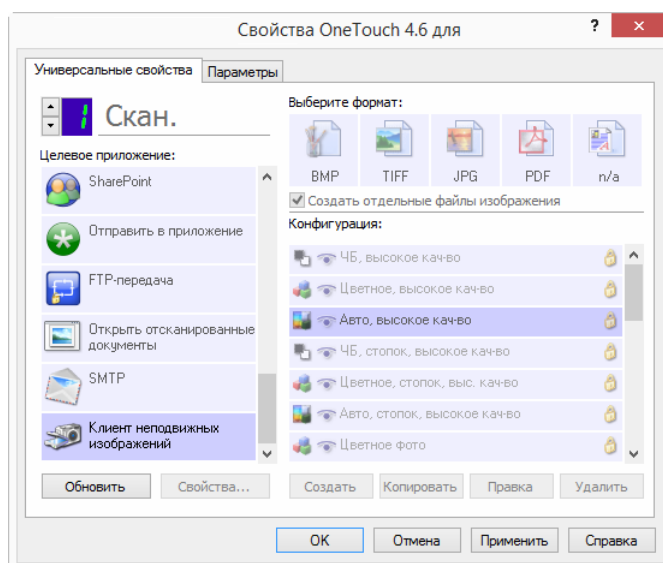 Свойства OneTouch 4.6 для
?
×
Универсальные свойства
Параметры
1
Скан.
Целевое приложение:
SharePoint
Отправить в приложение
FTP-передача
Открыть отсканированные
документы
SMTP
Клиент неподвижных
изображений
Обновить
Свойства...
Выберите формат:
BMP
TIFF
JPG
PDF
n/a
Создать отдельные файлы изображения
Конфигурация:
ЧБ, высокое кач-во
Цветное, высокое кач-во
Авто, высокое кач-во
ЧБ, стопок, высокое кач-во
Цветное, стопок, выс. кач-во
Авто, стопок, высокое кач-во
Цветное фото
Создать
Копировать
Правка
Удалить
OK
Отмена
Применить
Справка